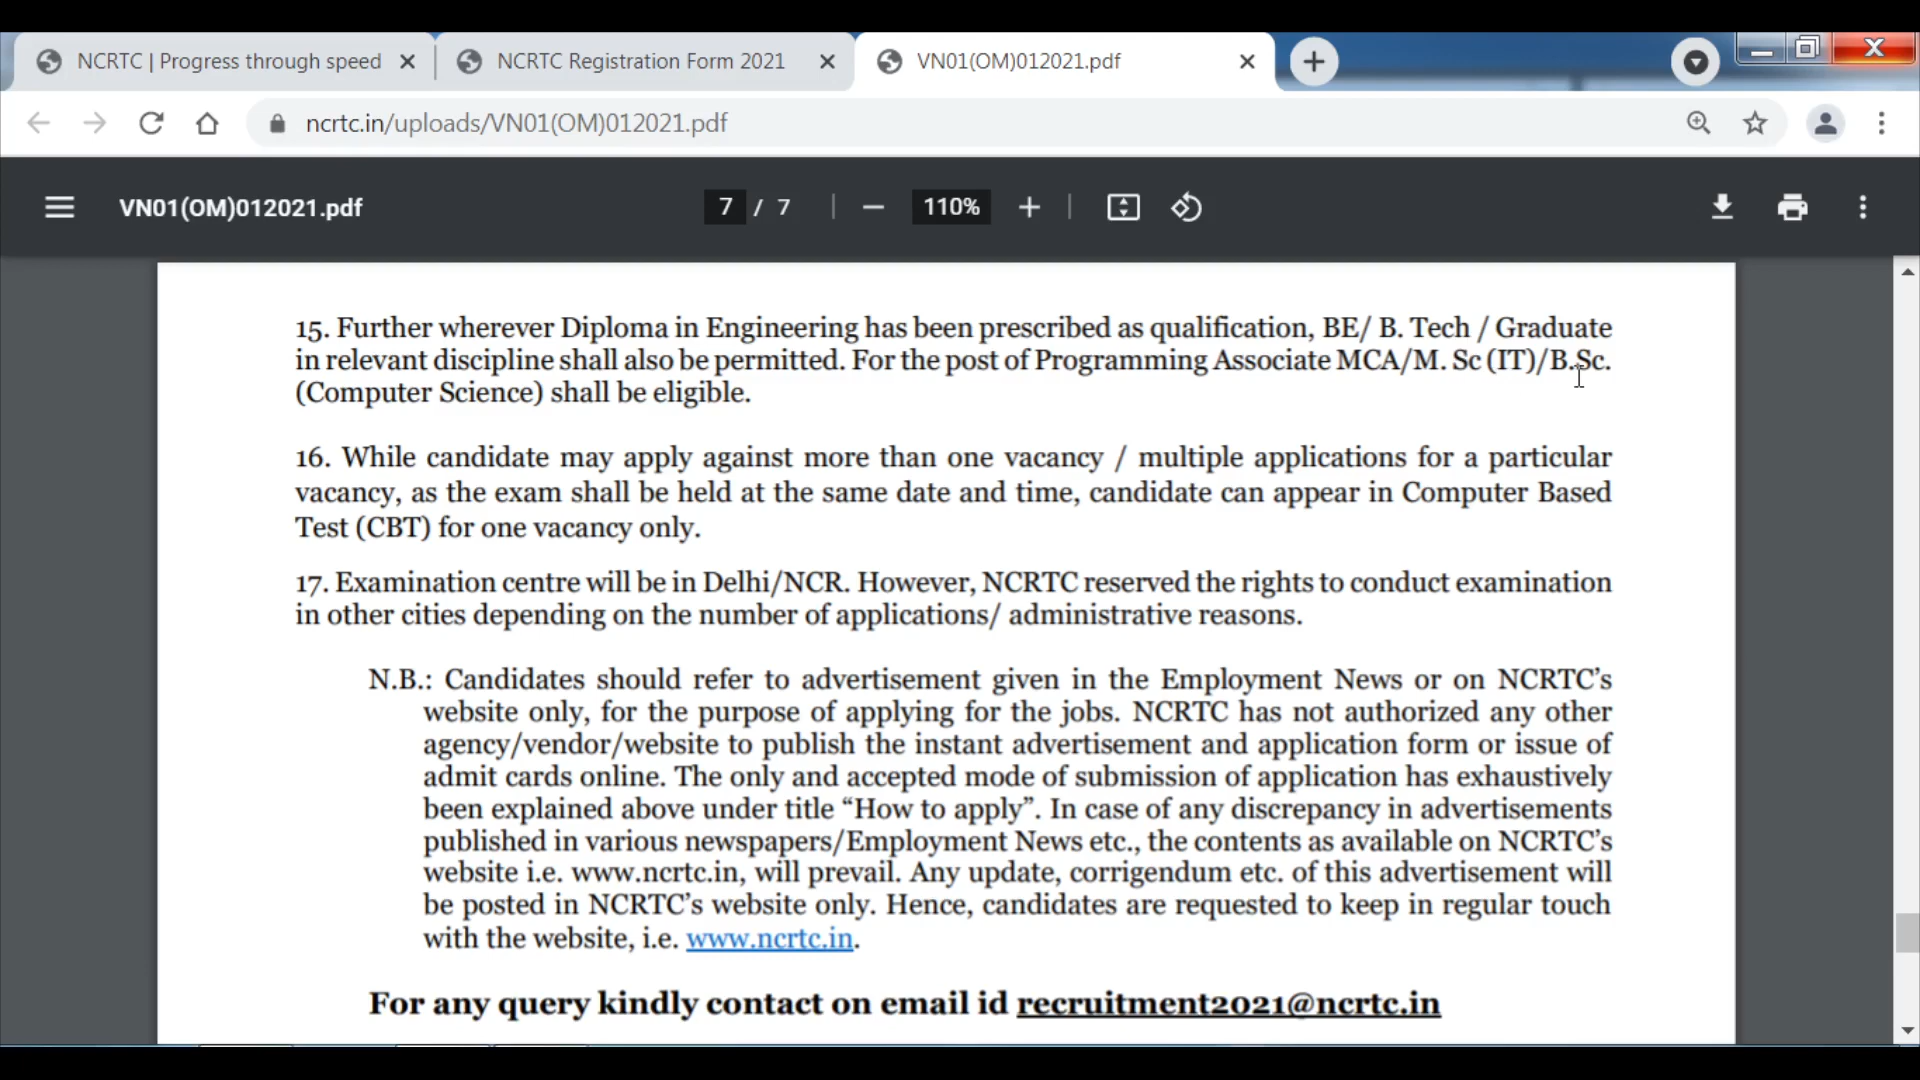 NCRTC | Progress through speed
NCRTC Registration Form 2021
VN01(OM)012021.pdf
ncrtc.in/uploads/VN01(OM)012021.pdf
VN01(OM)012021.pdf
7 / 7
110%
15. Further wherever Diploma in Engineering has been prescribed as qualification, BE/ B. Tech / Graduate
in relevant discipline shall also be permitted. For the post of Programming Associate MCA/M. Sc (IT)/B.Sc.
(Computer Science) shall be eligible.
16. While candidate may apply against more than one vacancy / multiple applications for a particular
vacancy, as the exam shall be held at the same date and time, candidate can appear in Computer Based
Test (CBT) for one vacancy only.
17. Examination centre will be in Delhi/NCR. However, NCRTC reserved the rights to conduct examination
in other cities depending on the number of applications/ administrative reasons.
N.B.: Candidates should refer to advertisement given in the Employment News or on NCRTC’s
website only, for the purpose of applying for the jobs. NCRTC has not authorized any other
agency/vendor/website to publish the instant advertisement and application form or issue of
admit cards online. The only and accepted mode of submission of application has exhaustively
been explained above under title “How to apply”. In case of any discrepancy in advertisements
published in various newspapers/Employment News etc., the contents as available on NCRTC’s
website i.e. www.ncrtc.in, will prevail. Any update, corrigendum etc. of this advertisement will
be posted in NCRTC’s website only. Hence, candidates are requested to keep in regular touch
with the website, i.e. www.ncrtc.in.
For any query kindly contact on email id recruitment2021@ncrtc.in